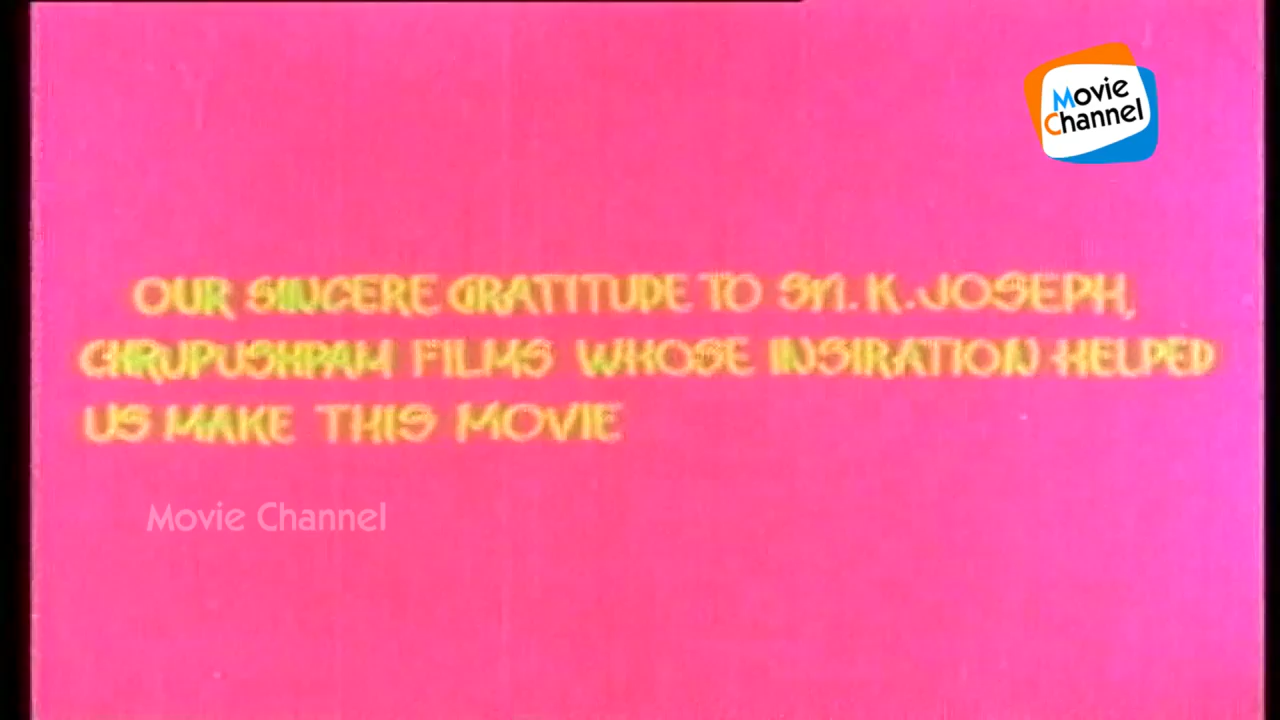 Movie
Channel
OUR SINCERE GRATITUDE TO Sri. K. JOSEPH,
CHRUPUSHPAM FILMS WHOSE INSIRATION HELPED
US MAKE THIS MOVIE
Movie Channel